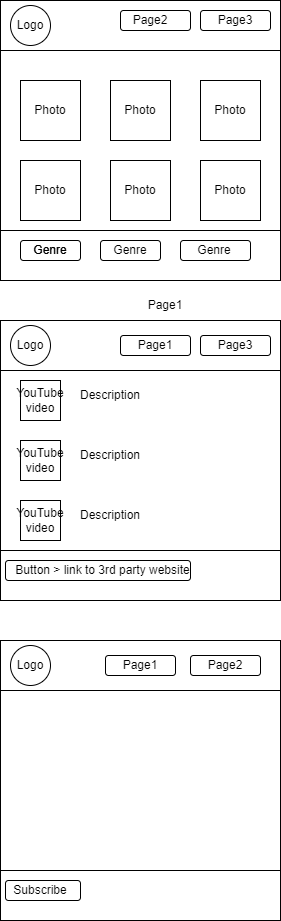 Logo
Page2
Page3
Photo
Photo
Photo
Photo
Photo
Photo
Genre
Genre
Genre
Page1
Logo
Page1
Page3
YouTube
video
Description
YouTube
video
Description
YouTube
video
Description
Button > link to 3rd party website
Logo
Page1
Page2
Subscribe